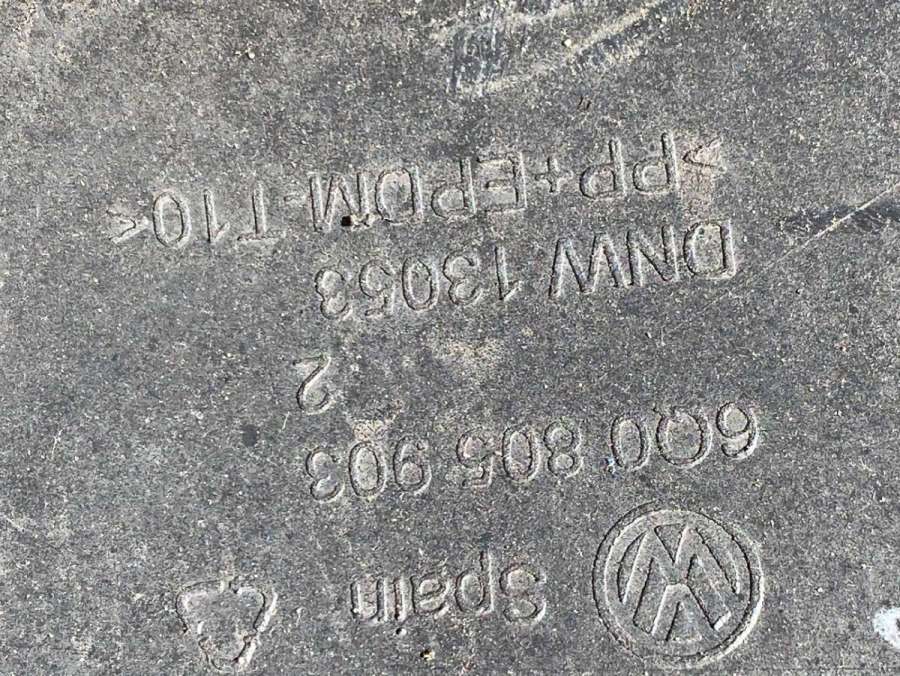 Spain
6Q0 805 903
2
DNW 13053
>PP+EPDM-T10<